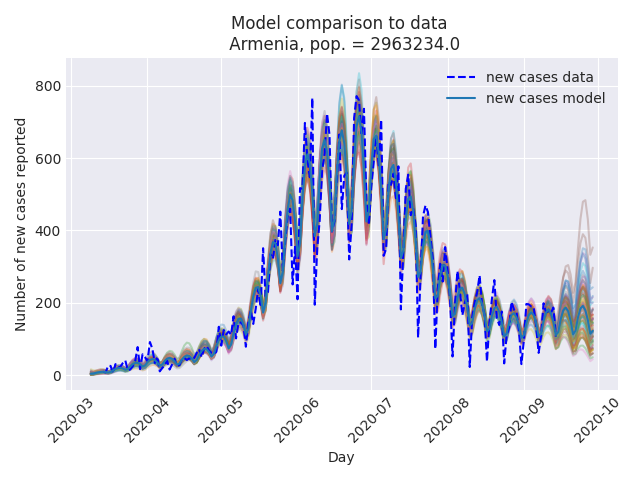 Model comparison to data
Armenia, pop. = 2963234.0
new cases data
new cases model
Number of new cases reported
800
600
400
200
0
2020-03
2020-04
2020-05
2020-06
2020-07
2020-08
2020-09
2020-10
Day